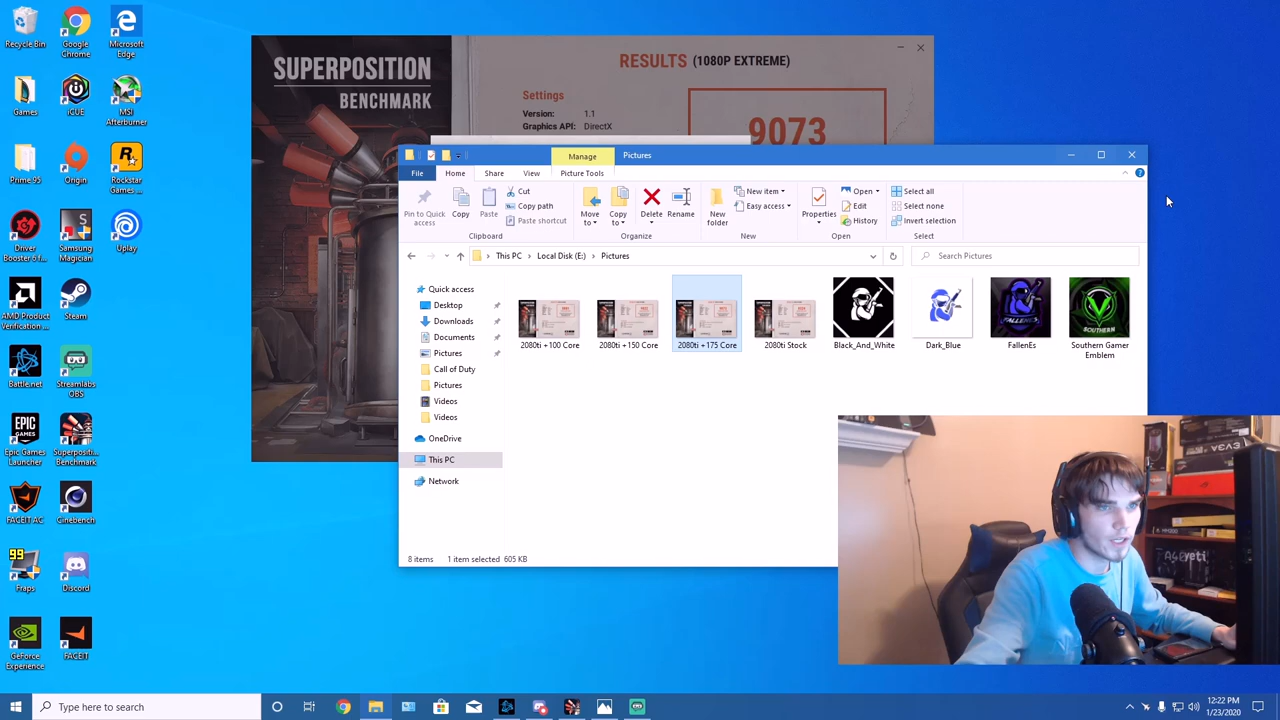 Recycle Bin
Google Chrome
Microsoft Edge
Games
iCUE
MSI Afterburner
Prime 95
Origin
Rockstar Games ...
Driver Booster 6 f...
Samsung Magician
Uplay
AMD Product Verification ...
Steam
Battle.net
Streamlabs OBS
Epic Games Launcher
Superpositi... Benchmark
FACEIT AC
Cinebench
Fraps
Discord
GeForce Experience
FACEIT
SUPERPOSITION
BENCHMARK
RESULTS (1080P EXTREME)
Settings
Version: 1.1
Graphics API: DirectX
9073
Manage
Pictures
File
Home
Share
View
Picture Tools
Pin to Quick access
Copy
Paste
Cut
Copy path
Paste shortcut
Clipboard
Move to
Copy to
Delete
Rename
Organize
New folder
New item
Easy access
New
Properties
Open
Edit
History
Open
Select all
Select none
Invert selection
Select
This PC > Local Disk (E:) > Pictures
Search Pictures
Quick access
Desktop
Downloads
Documents
Pictures
Call of Duty
Pictures
Videos
Videos
OneDrive
This PC
Network
2080ti +100 Core
2080ti +150 Core
2080ti +175 Core
2080ti Stock
Black_And_White
Dark_Blue
FallenEs
Southern Gamer Emblem
8 items
1 item selected 605 KB
Type here to search
12:22 PM
1/23/2020